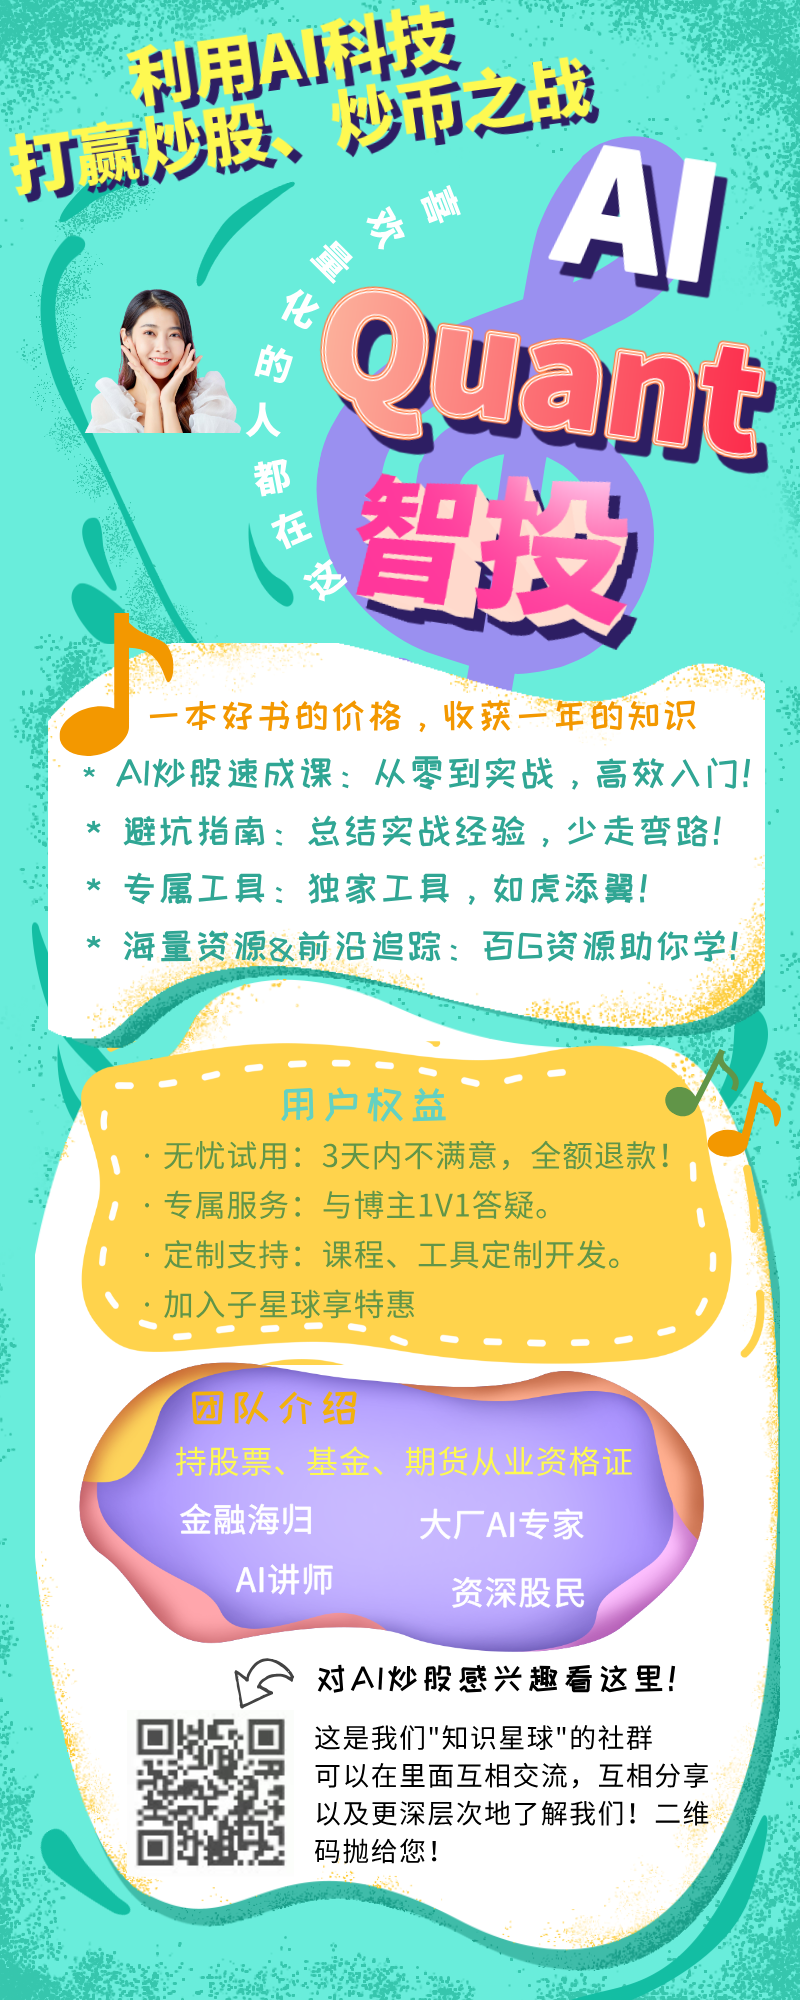 利用AI科技
打赢炒股、炒币之战
AI
Quant
智投
喜欢量化的人都在这
一本好书的价格，收获一年的知识
* AI炒股速成课：从零到实战，高效入门！
* 避坑指南：总结实战经验，少走弯路！
* 专属工具：独家工具，如虎添翼！
* 海量资源&前沿追踪：百G资源助你学！
用户权益
· 无忧试用：3天内不满意，全额退款！
· 专属服务：与博主1V1答疑。
· 定制支持：课程、工具定制开发。
· 加入子星球享特惠
团队介绍
持股票、基金、期货从业资格证
金融海归
大厂AI专家
AI讲师
资深股民
对AI炒股感兴趣看这里！
这是我们"知识星球"的社群
可以在里面互相交流，互相分享
以及更深层次地了解我们！二维
码抛给您！